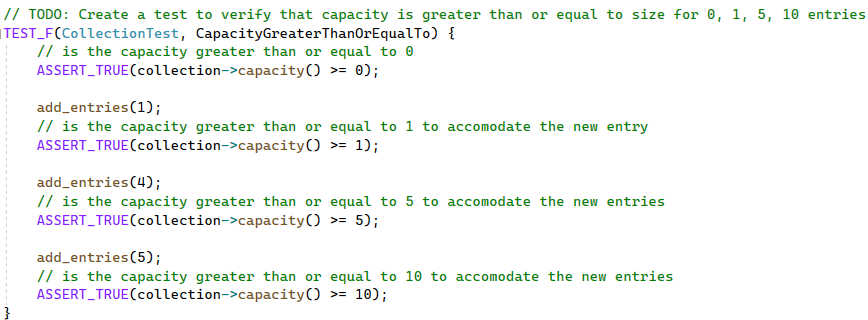 // TODO: Create a test to verify that capacity is greater than or equal to size for 0, 1, 5, 10 entries
TEST_F(CollectionTest, CapacityGreaterThanOrEqualTo) {
// is the capacity greater than or equal to 0
ASSERT_TRUE(collection->capacity() >= 0);
add_entries(1);
// is the capacity greater than or equal to 1 to accomodate the new entry
ASSERT_TRUE(collection->capacity() >= 1);
add_entries(4);
// is the capacity greater than or equal to 5 to accomodate the new entries
ASSERT_TRUE(collection->capacity() >= 5);
add_entries(5);
// is the capacity greater than or equal to 10 to accomodate the new entries
ASSERT_TRUE(collection->capacity() >= 10);
}